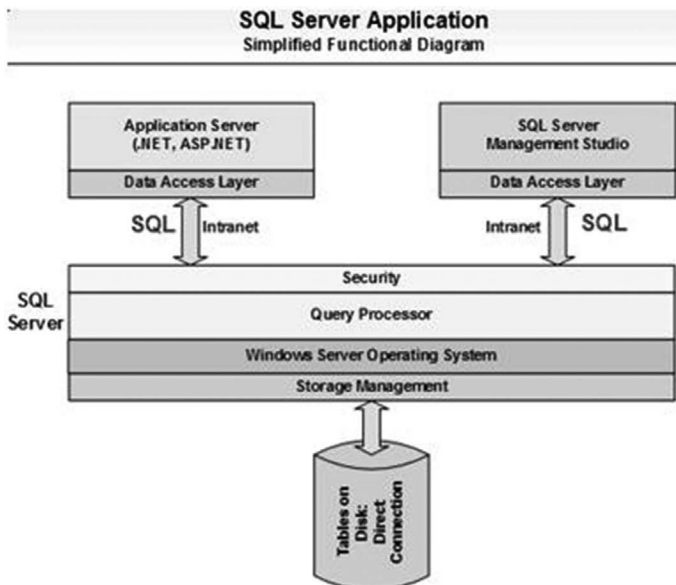 SQL Server Application
Simplified Functional Diagram
Application Server
(.NET, ASP.NET)
Data Access Layer
SQL Server
Management Studio
Data Access Layer
SQL
Intranet
Intranet
SQL
SQL
Server
Security
Query Processor
Windows Server Operating System
Storage Management
Tables on
Disk:
Direct
Connection